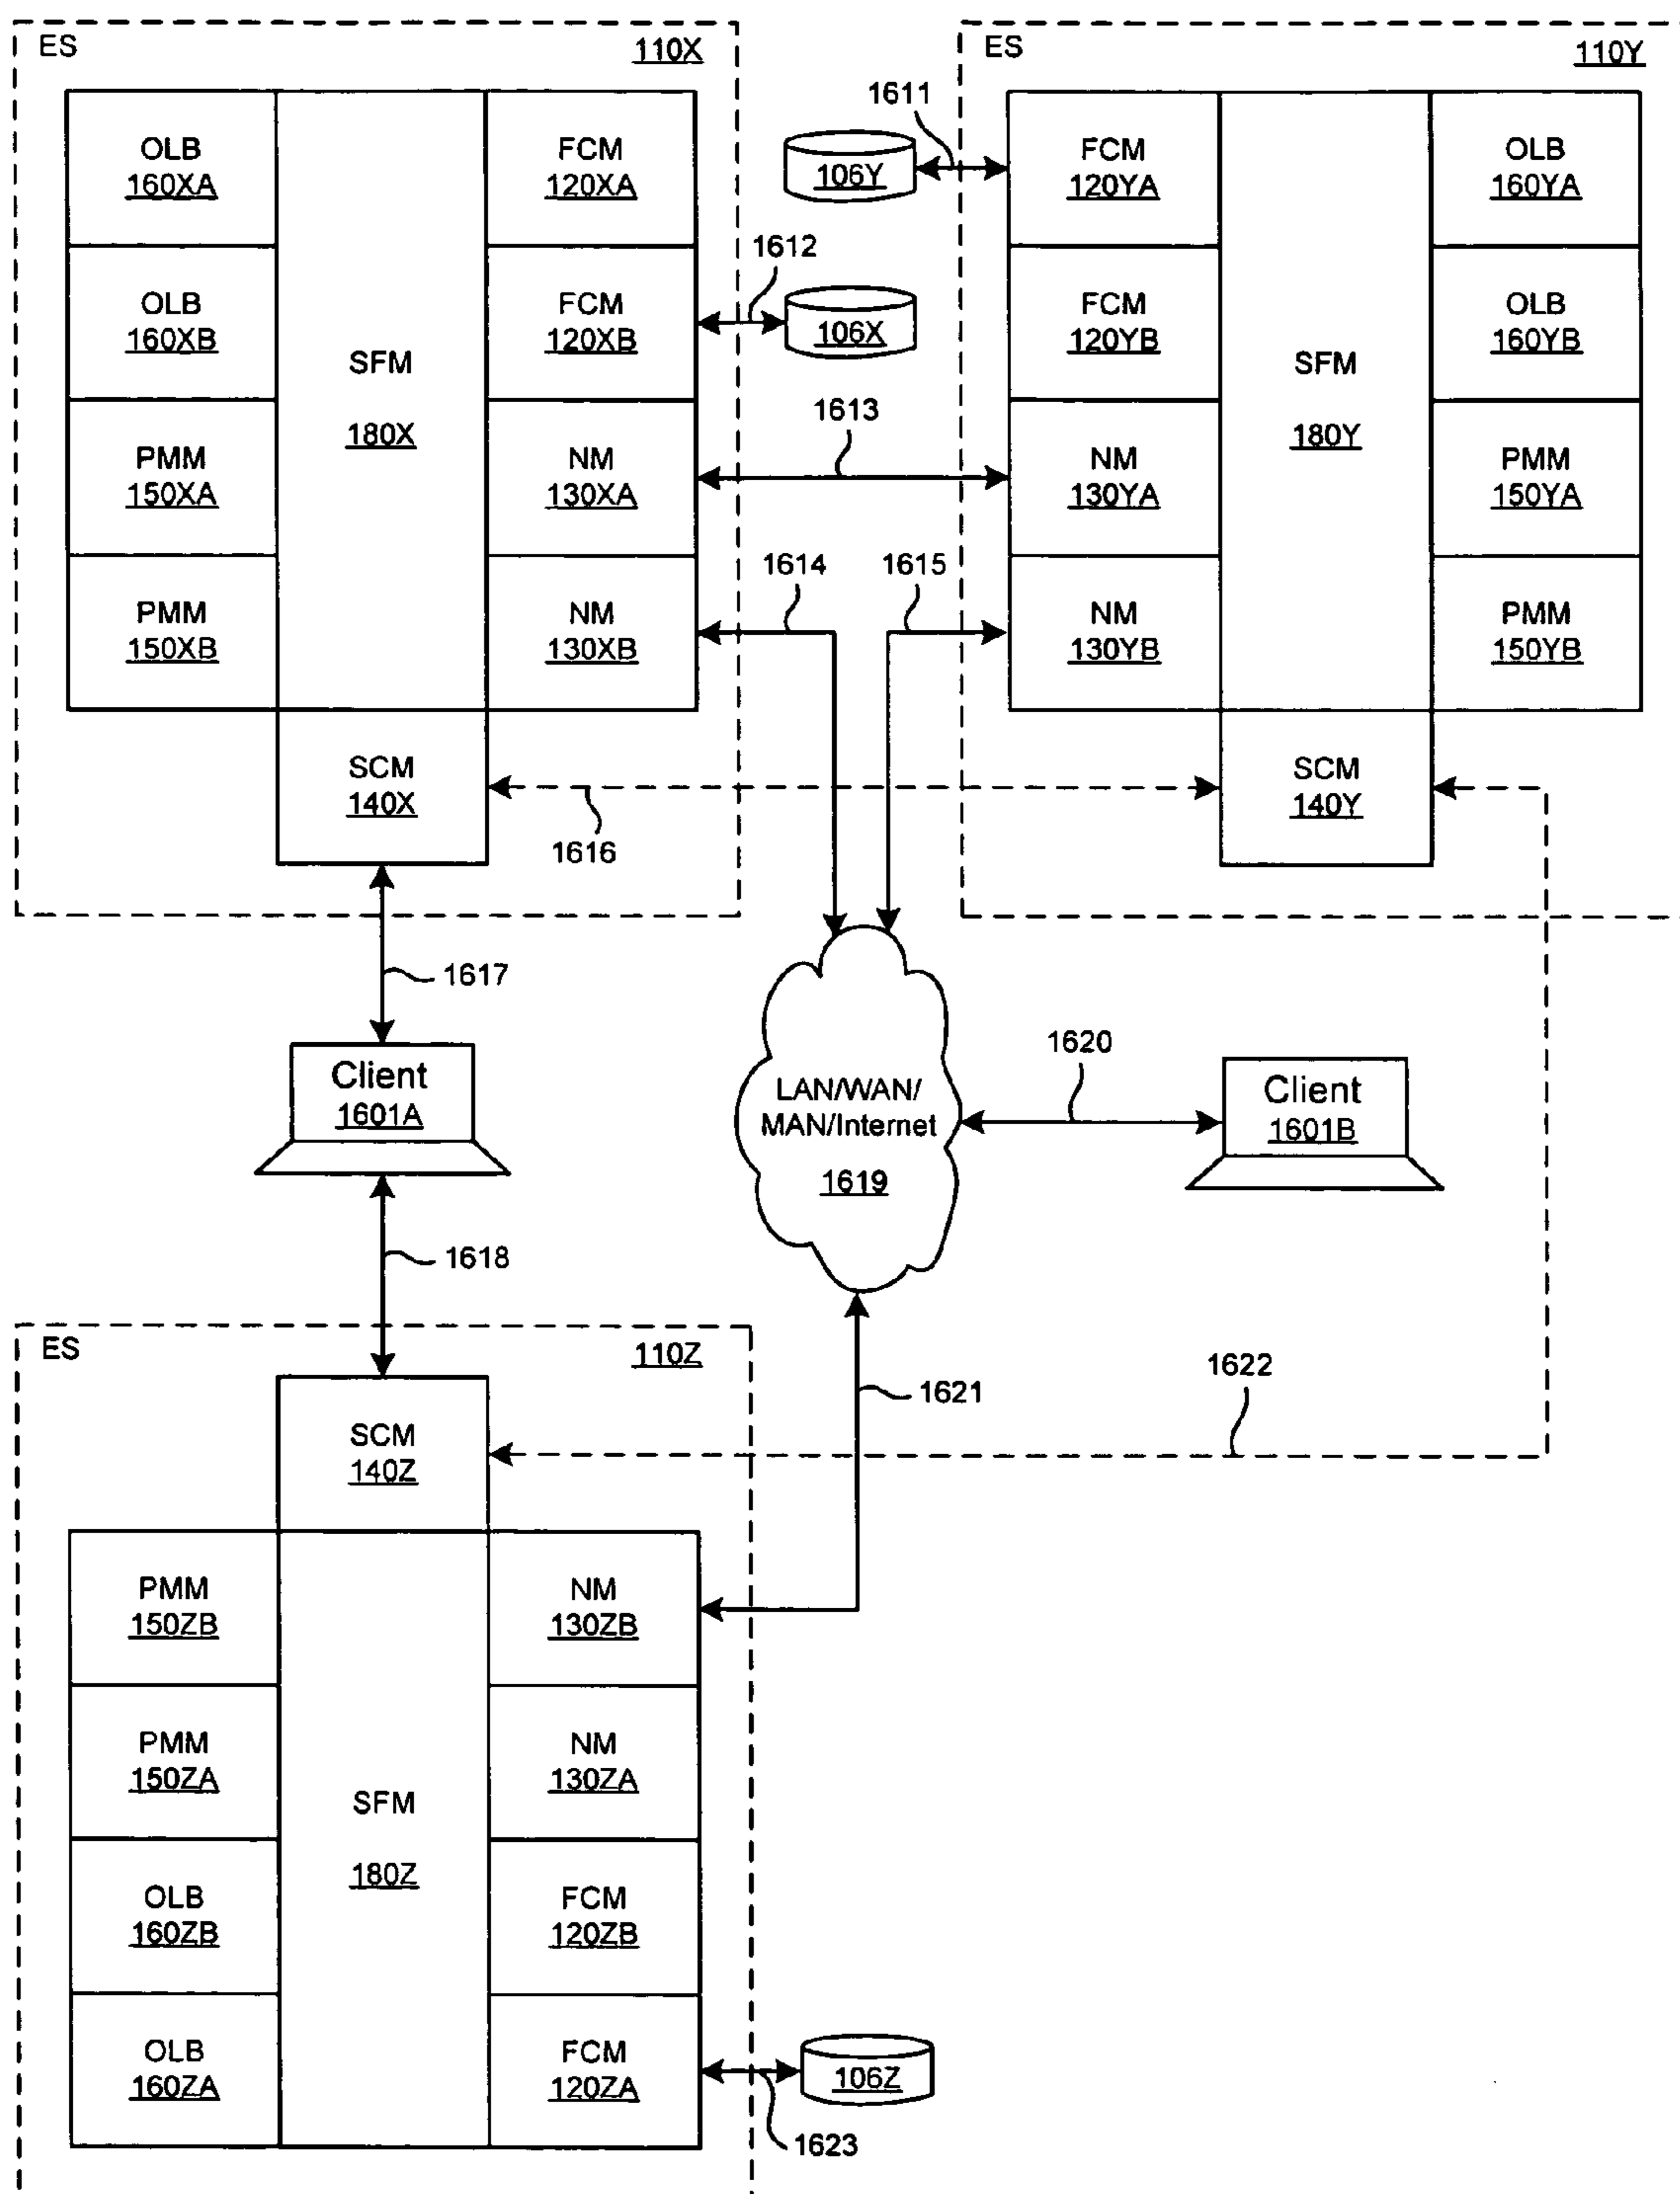 ES
110X
OLB
160XA
OLB
160XB
PMM
150XA
PMM
150XB
SFM
180X
FCM
120XA
FCM
120XB
NM
130XA
NM
130XB
SCM
140X
1611
106Y
1612
106X
1613
1614
1615
1616
ES
110Y
FCM
120YA
FCM
120YB
NM
130YA
NM
130YB
SFM
180Y
OLB
160YA
OLB
160YB
PMM
150YA
PMM
150YB
SCM
140Y
1617
Client
1601A
1618
LAN/WAN/
MAN/Internet
1619
1620
Client
1601B
1621
1622
ES
110Z
SCM
140Z
PMM
150ZB
PMM
150ZA
OLB
160ZB
OLB
160ZA
SFM
180Z
NM
130ZB
NM
130ZA
FCM
120ZB
FCM
120ZA
106Z
1623